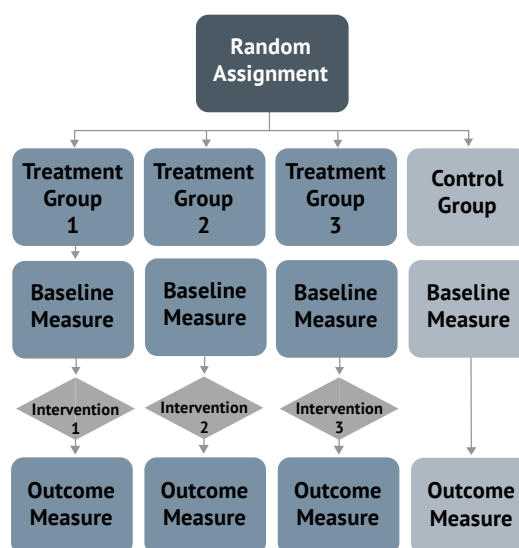 Random
Assignment
Treatment
Group
1
Treatment
Group
2
Treatment
Group
3
Control
Group
Baseline
Measure
Baseline
Measure
Baseline
Measure
Baseline
Measure
Intervention
1
Intervention
2
Intervention
3
Outcome
Measure
Outcome
Measure
Outcome
Measure
Outcome
Measure